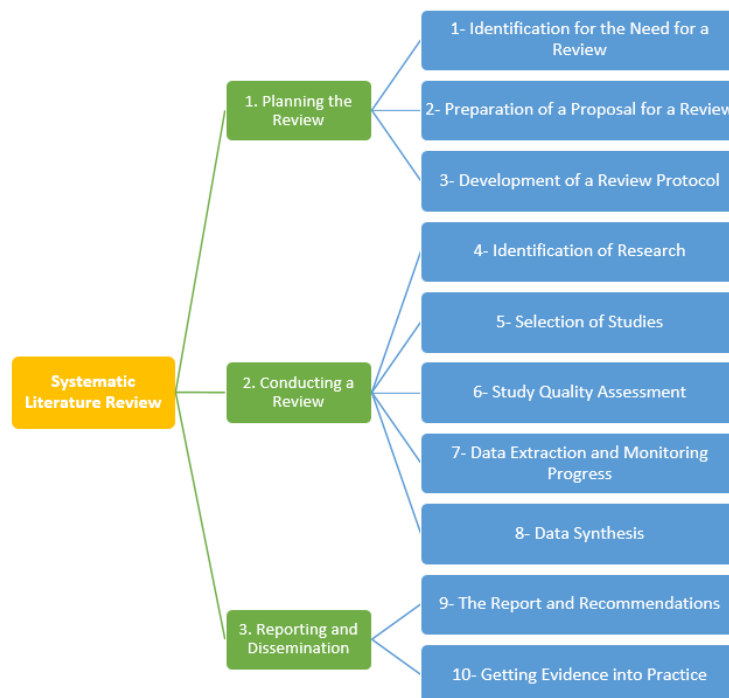 1- Identification for the Need for a
Review
1. Planning the
Review
2- Preparation of a Proposal for a Review
3- Development of a Review Protocol
4- Identification of Research
5- Selection of Studies
Systematic
Literature Review
2. Conducting a
Review
6- Study Quality Assessment
7- Data Extraction and Monitoring
Progress
8- Data Synthesis
3. Reporting and
Dissemination
9- The Report and Recommendations
10- Getting Evidence into Practice